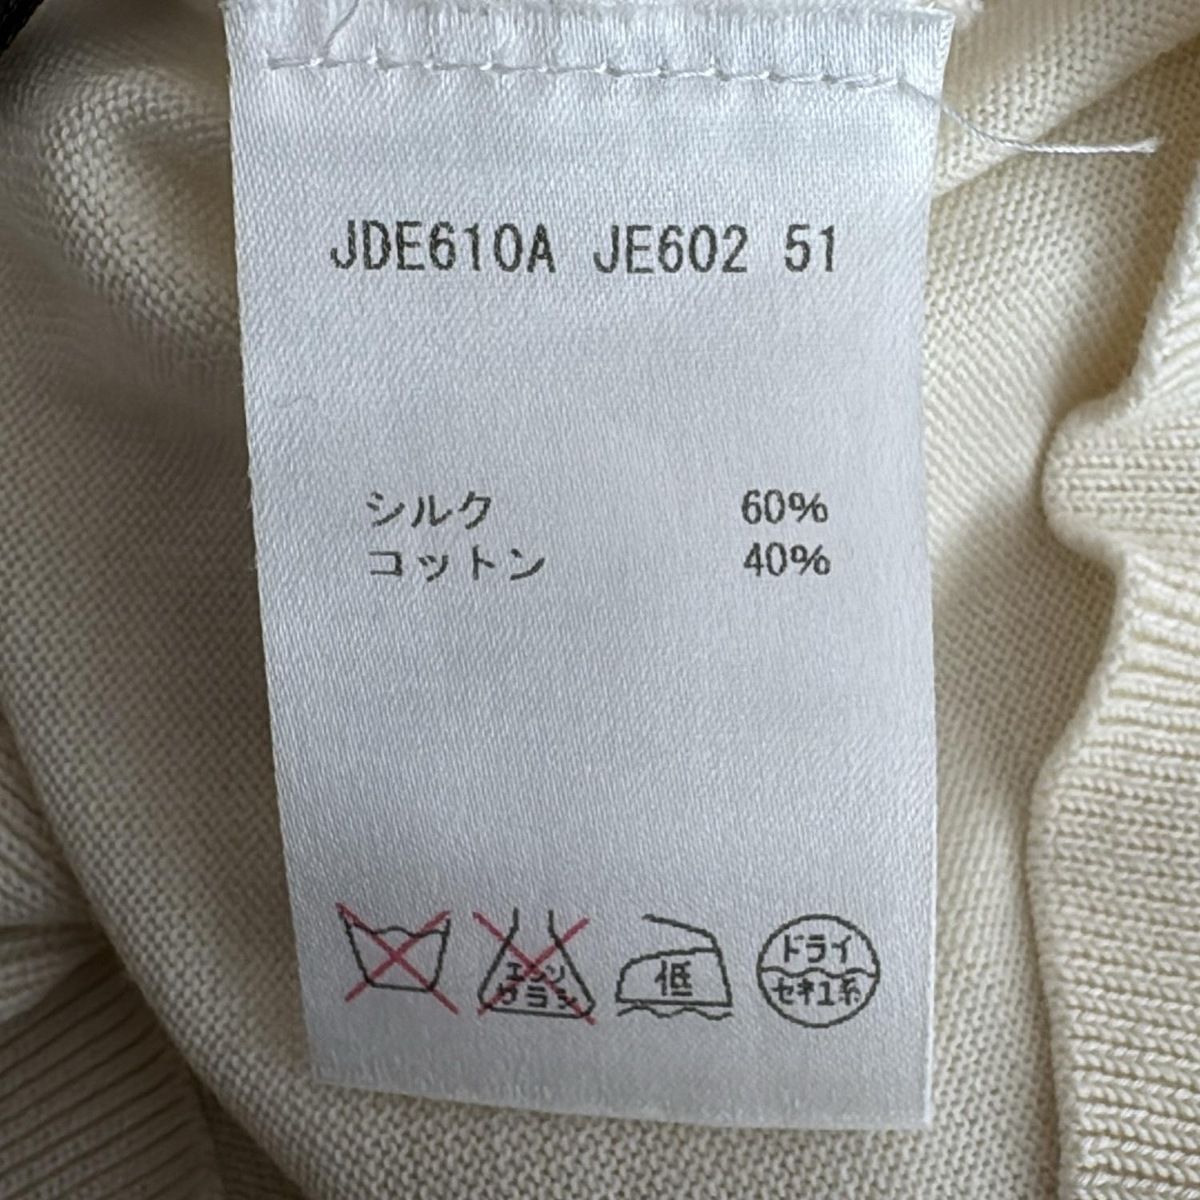 JDE610A JE602 51
シルク 60%
コットン 40%
エンソ
サラシ
低
ドライ
セキユ系